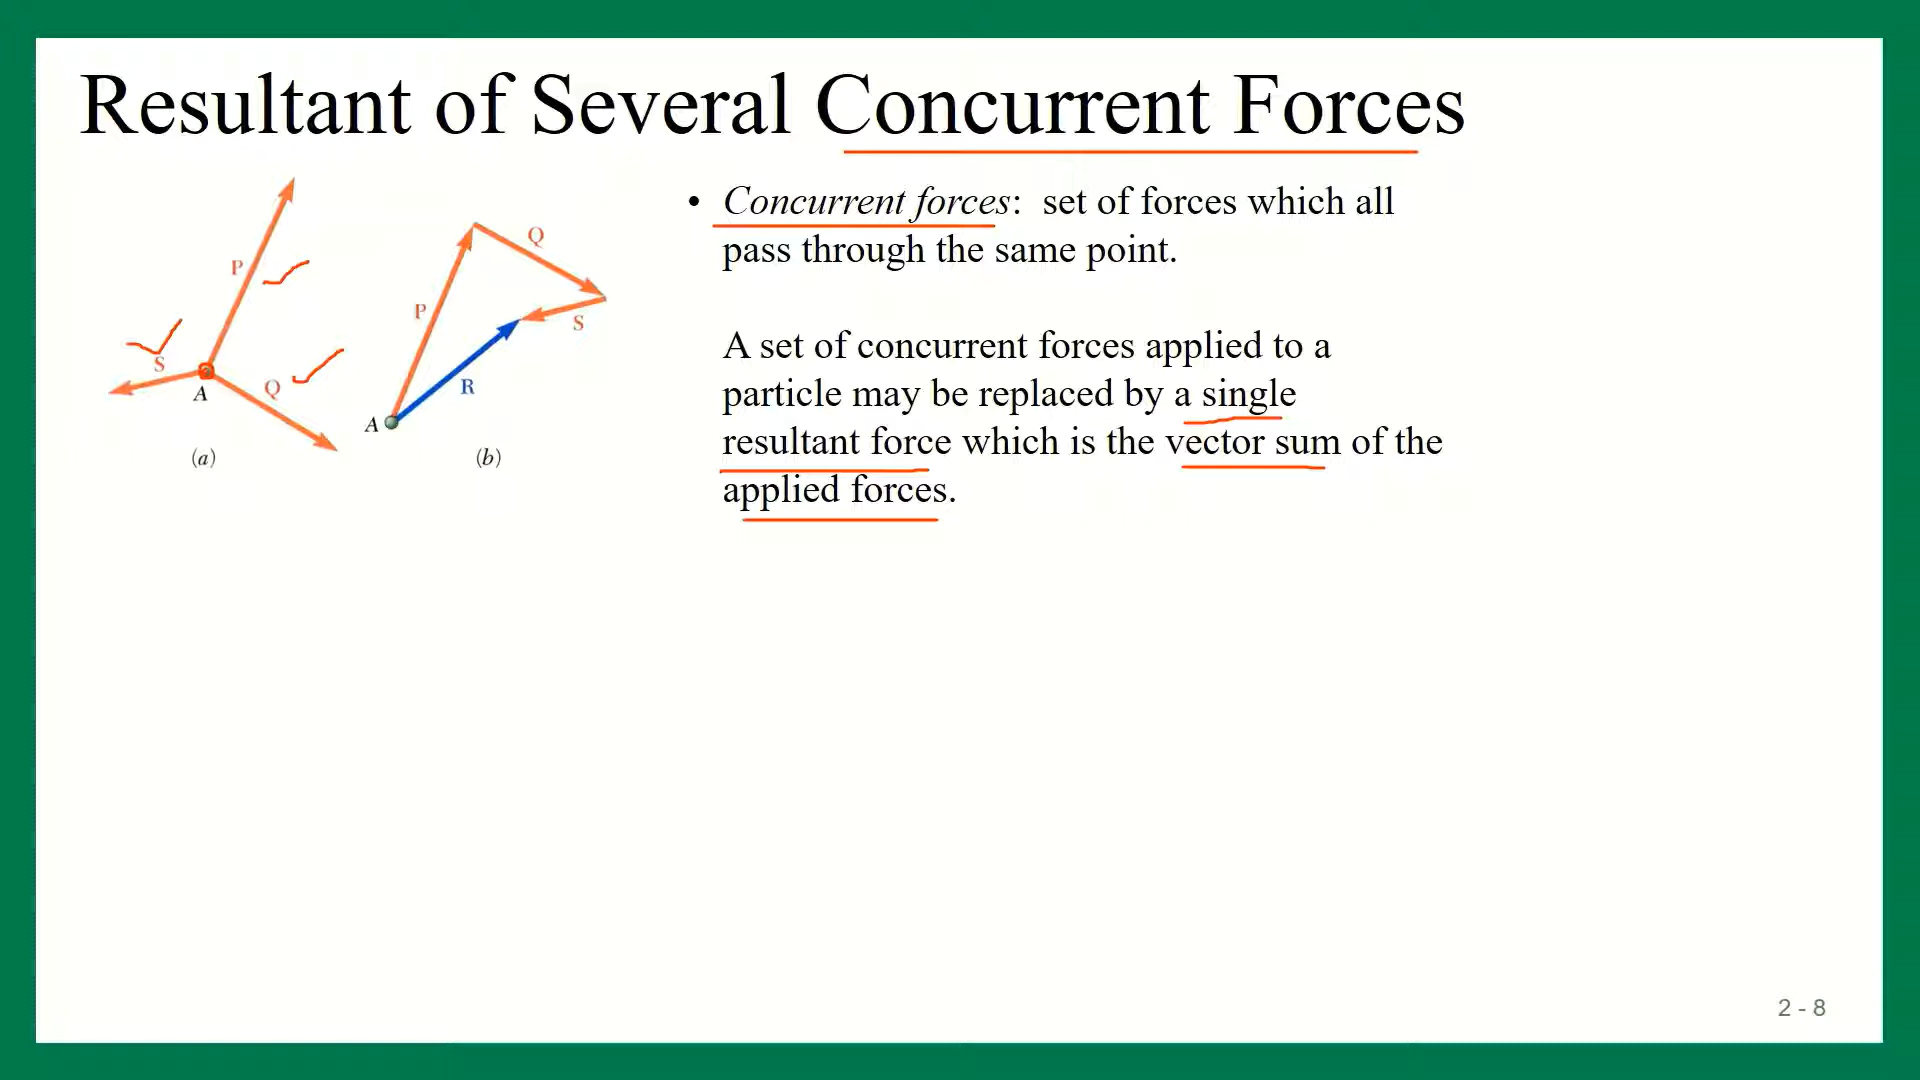 Resultant of Several Concurrent Forces
• Concurrent forces: set of forces which all
pass through the same point.
A set of concurrent forces applied to a
particle may be replaced by a single
resultant force which is the vector sum of the
applied forces.
P
S
Q
A
(a)
Q
P
S
R
A
(b)
2 - 8